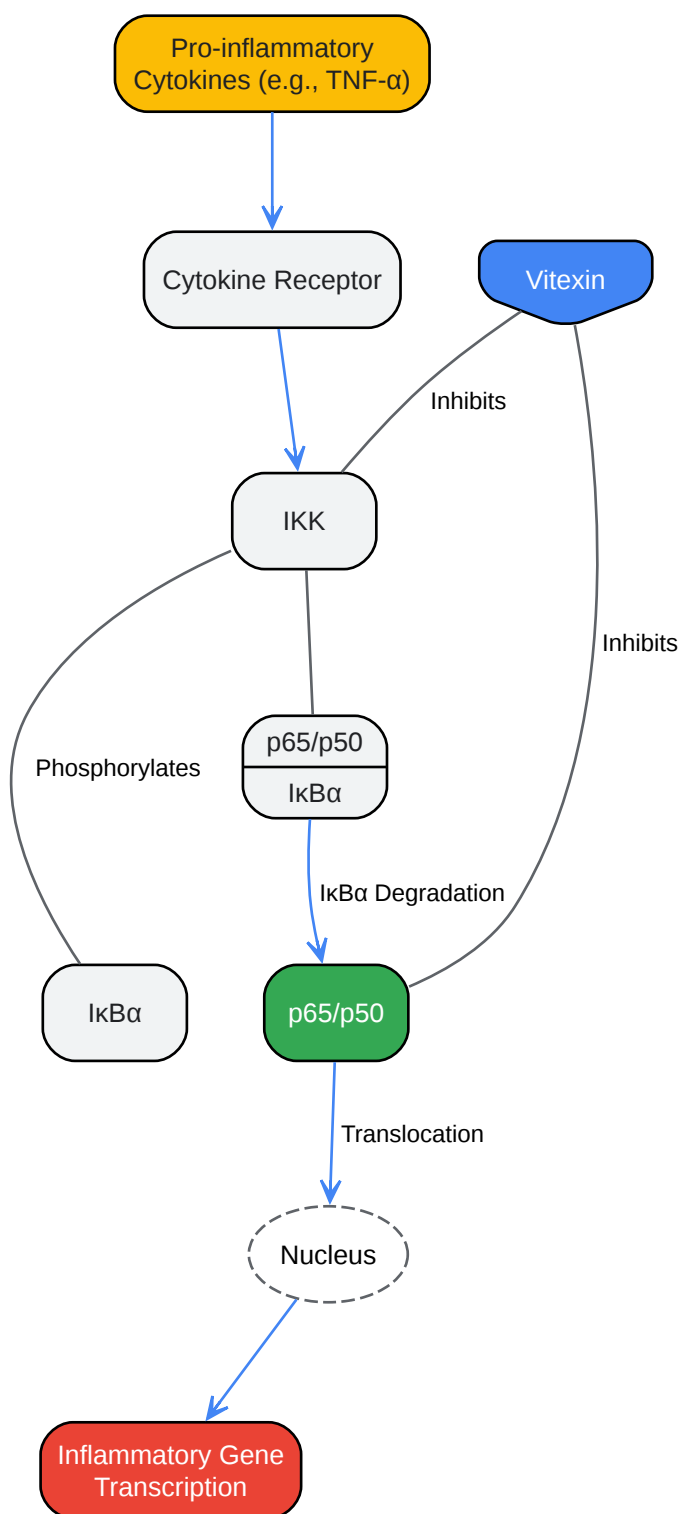 Pro-inflammatory
Cytokines (e.g., TNF-α)
Cytokine Receptor
Vitexin
Inhibits
IKK
Inhibits
p65/p50
Phosphorylates
IκBα
IκBα Degradation
IκBα
p65/p50
Translocation
Nucleus
Inflammatory Gene
Transcription